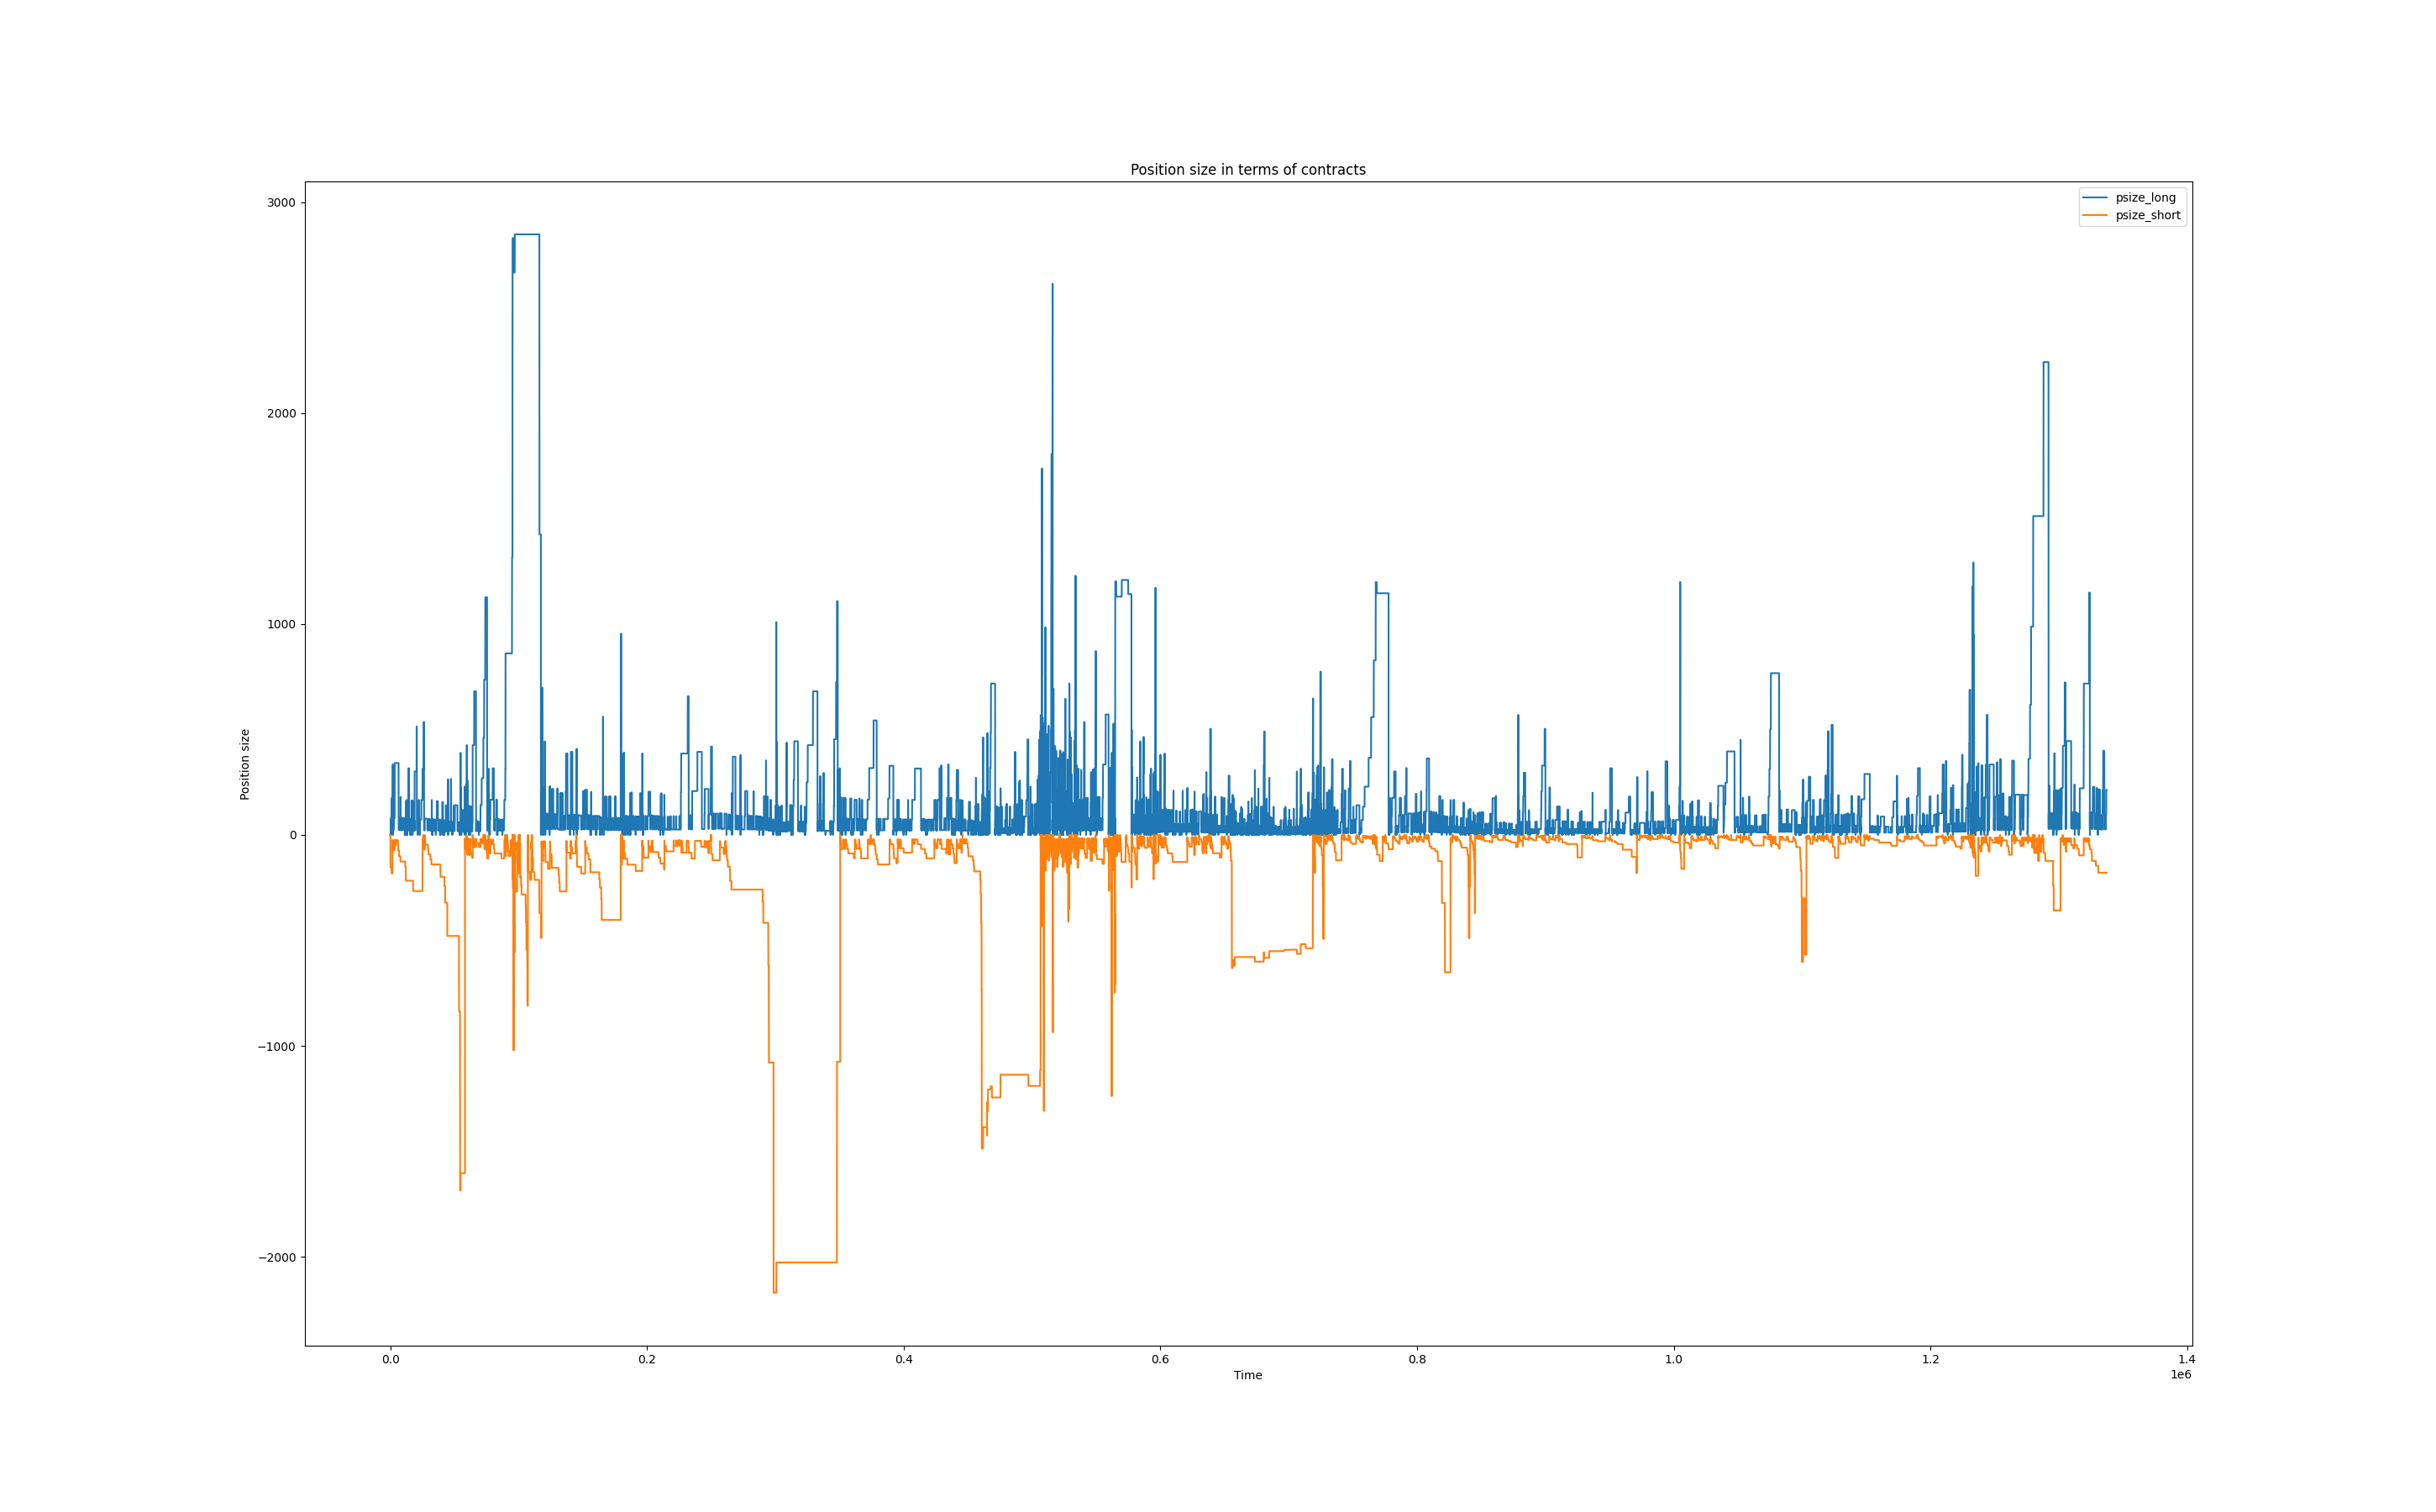 Position size in terms of contracts
psize_long
psize_short
3000
2000
1000
0
−1000
−2000
Position size
0.0
0.2
0.4
0.6
0.8
1.0
1.2
1.4
Time
1e6